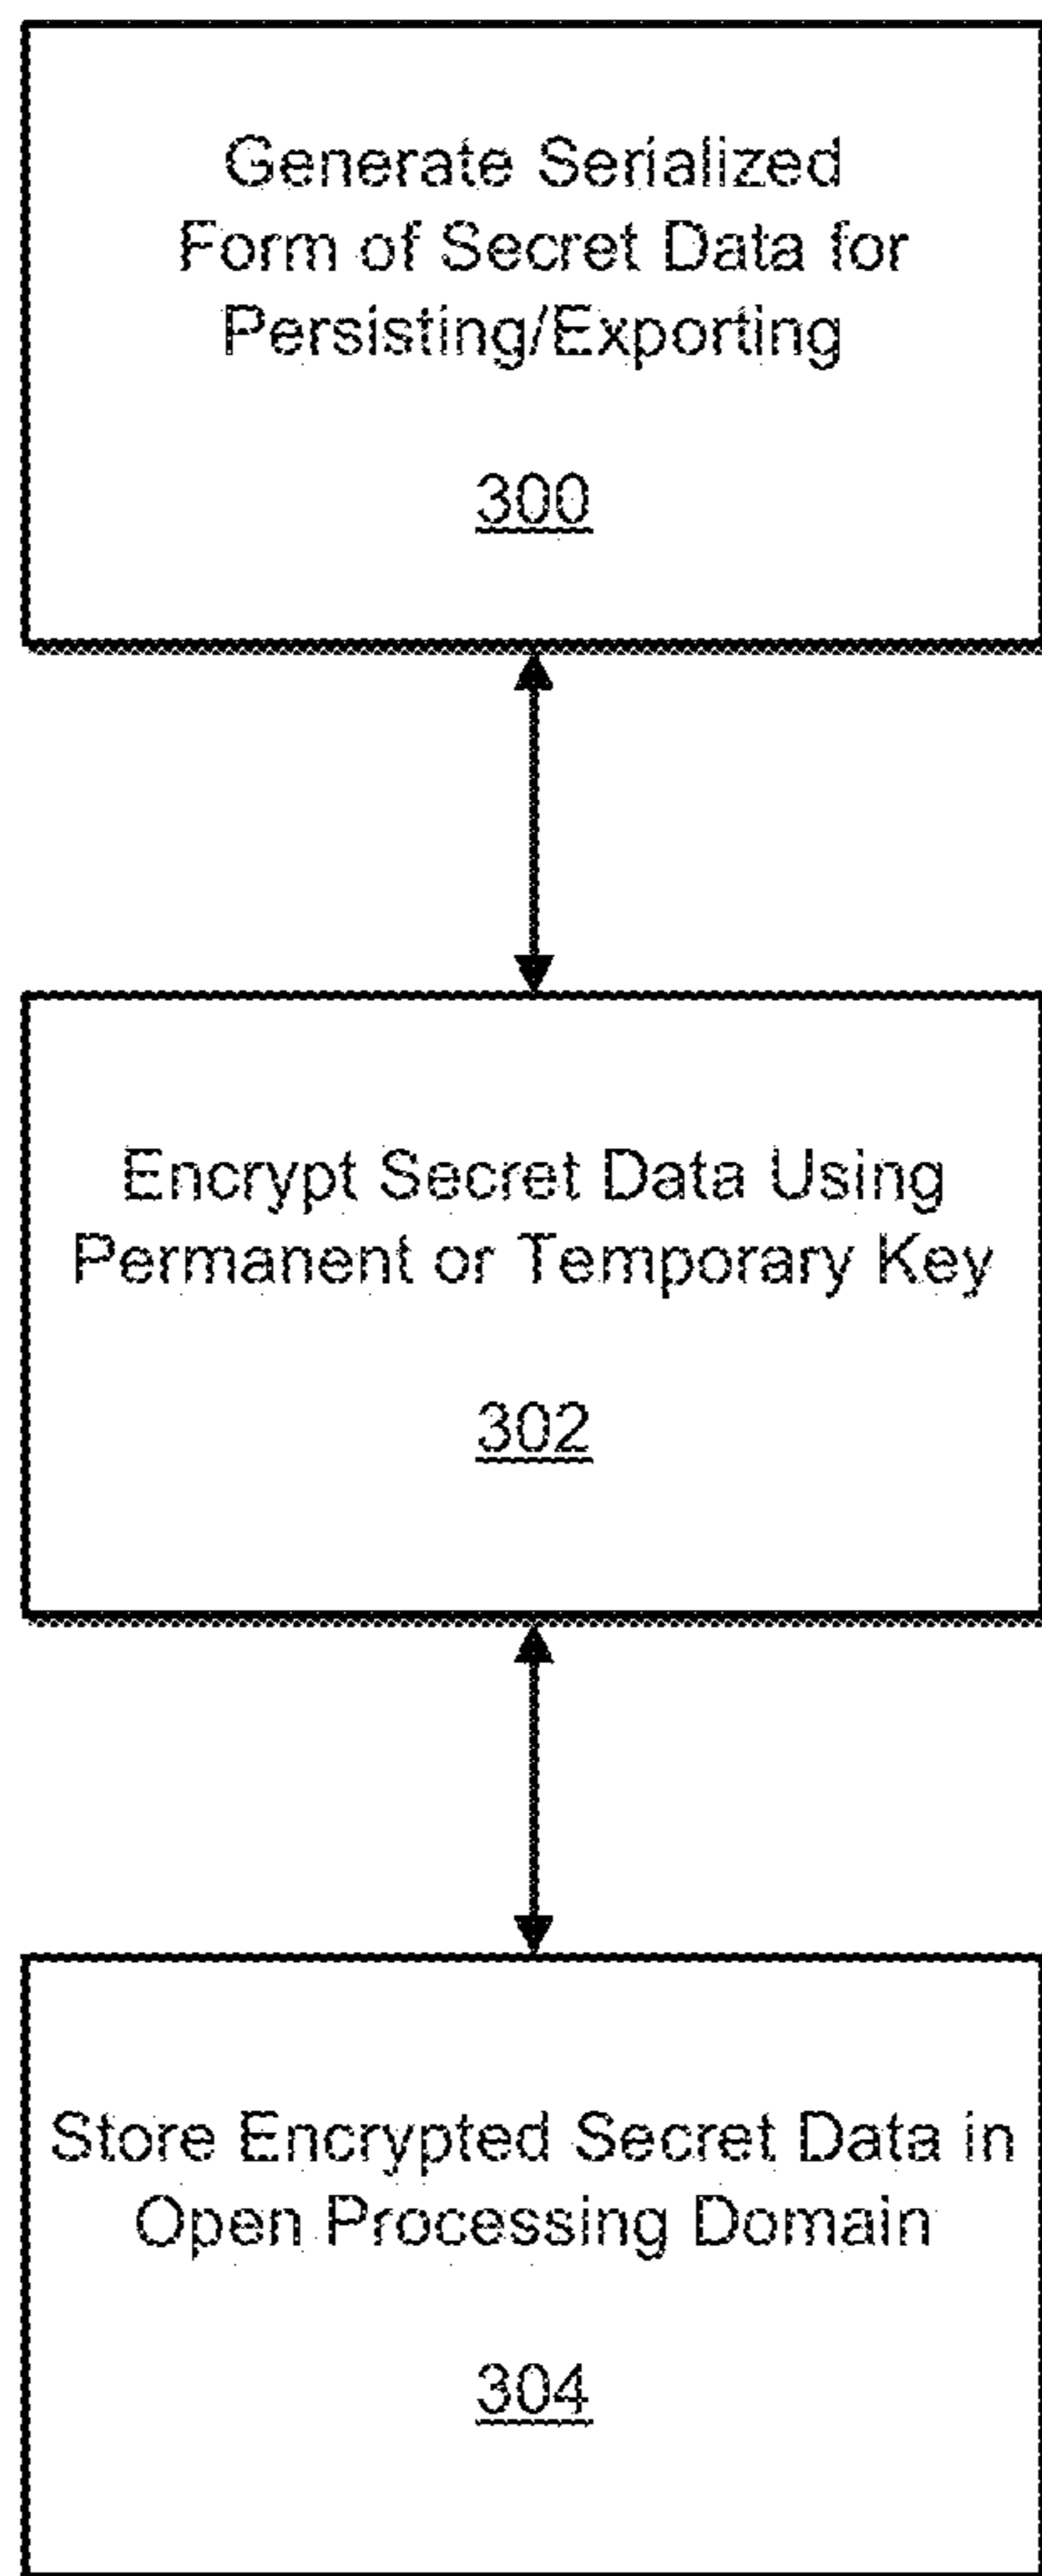 Generate Serialized
Form of Secret Data for
Persisting/Exporting
300
Encrypt Secret Data Using
Permanent or Temporary Key
302
Store Encrypted Secret Data in
Open Processing Domain
304